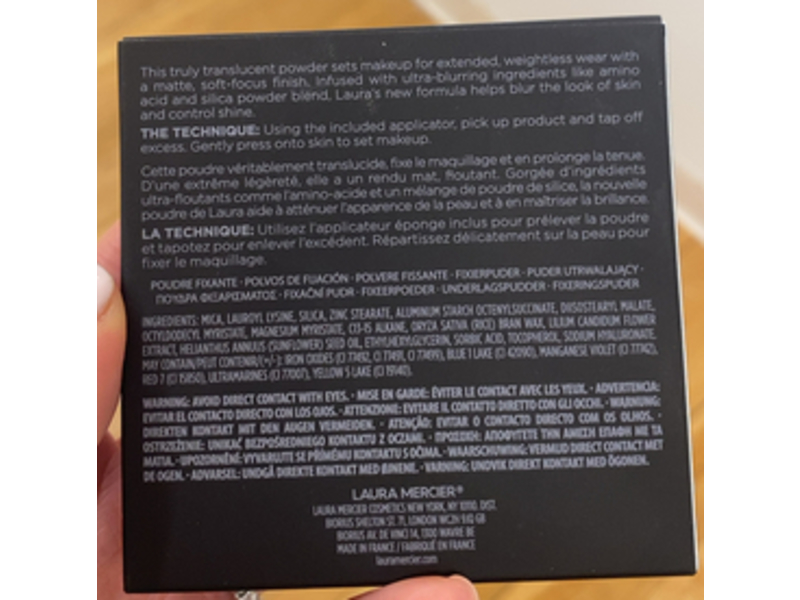 This truly translucent powder sets makeup for extended, weightless wear with
a matte, soft-focus finish. Infused with ultra-blurring ingredients like amino
acid and silica powder blend, Laura's new formula helps blur the look of skin
and control shine.
THE TECHNIQUE: Using the included applicator, pick up product and tap off
excess. Gently press onto skin to set makeup.
Cette poudre véritablement translucide, fixe le maquillage et en prolonge la tenue.
D'une extrême légèreté, elle a un rendu mat, floutant. Gorgée d'ingrédients
ultra-floutants comme l'amino-acide et un mélange de poudre de silice, la nouvelle
poudre de Laura aide à atténuer l'apparence de la peau et à en maîtriser la brillance.
LA TECHNIQUE: Utilisez l'applicateur éponge inclus pour prélever la poudre
et tapotez pour enlever l'excédent. Répartissez délicatement sur la peau pour
fixer le maquillage.
POUDRE FIXANTE · POLVOS DE FIJACIÓN · POLVERE FISSANTE · FIXIERPUDER · PUDER UTRWALAJĄCY ·
ΠΟΥΔΡΑ ΦΙΞΑΡΙΣΜΑΤΟΣ · FIXAČNÍ PUDR · FIXEERPOEDER · UNDERLAGSPUDDER · FIXERINGSPUDER
INGREDIENTS: MICA, LAUROYL LYSINE, SILICA, ZINC STEARATE, ALUMINUM STARCH OCTENYLSUCCINATE, DIISOSTEARYL MALATE,
OCTYLDODECYL MYRISTATE, MAGNESIUM MYRISTATE, C13-15 ALKANE, ORYZA SATIVA (RICE) BRAN WAX, LILIUM CANDIDUM FLOWER
EXTRACT, HELIANTHUS ANNUUS (SUNFLOWER) SEED OIL, ETHYLHEXYLGLYCERIN, SORBIC ACID, TOCOPHEROL, SODIUM HYALURONATE.
MAY CONTAIN/PEUT CONTENIR/(+/-): IRON OXIDES (CI 77492, CI 77491, CI 77499), BLUE 1 LAKE (CI 42090), MANGANESE VIOLET (CI 77742),
RED 7 (CI 15850), ULTRAMARINES (CI 77007), YELLOW 5 LAKE (CI 19140).
WARNING: AVOID DIRECT CONTACT WITH EYES. · MISE EN GARDE: ÉVITER LE CONTACT AVEC LES YEUX. · ADVERTENCIA:
EVITAR EL CONTACTO DIRECTO CON LOS OJOS. · ATTENZIONE: EVITARE IL CONTATTO DIRETTO CON GLI OCCHI. · WARNUNG:
DIREKTEN KONTAKT MIT DEN AUGEN VERMEIDEN. · ATENÇÃO: EVITAR O CONTACTO DIRECTO COM OS OLHOS. ·
OSTRZEŻENIE: UNIKAĆ BEZPOŚREDNIEGO KONTAKTU Z OCZAMI. · ΠΡΟΣΟΧΗ: ΑΠΟΦΥΓΕΤΕ ΤΗΝ ΑΜΕΣΗ ΕΠΑΦΗ ΜΕ ΤΑ
ΜΑΤΙΑ. · UPOZORNĚNÍ: VYVARUJTE SE PŘÍMÉMU KONTAKTU S OČIMA. · WAARSCHUWING: VERMIJD DIRECT CONTACT MET
DE OGEN. · ADVARSEL: UNDGÅ DIREKTE KONTAKT MED ØJNENE. · VARNING: UNDVIK DIREKT KONTAKT MED ÖGONEN.
LAURA MERCIER®
LAURA MERCIER COSMETICS NEW YORK, NY 10110. DIST.
BIORIUS SHELTON ST. 71, LONDON WC2H 9JQ GB
BIORIUS AV. DE VINCI 14, 1300 WAVRE BE
MADE IN FRANCE / FABRIQUÉ EN FRANCE
lauramercier.com